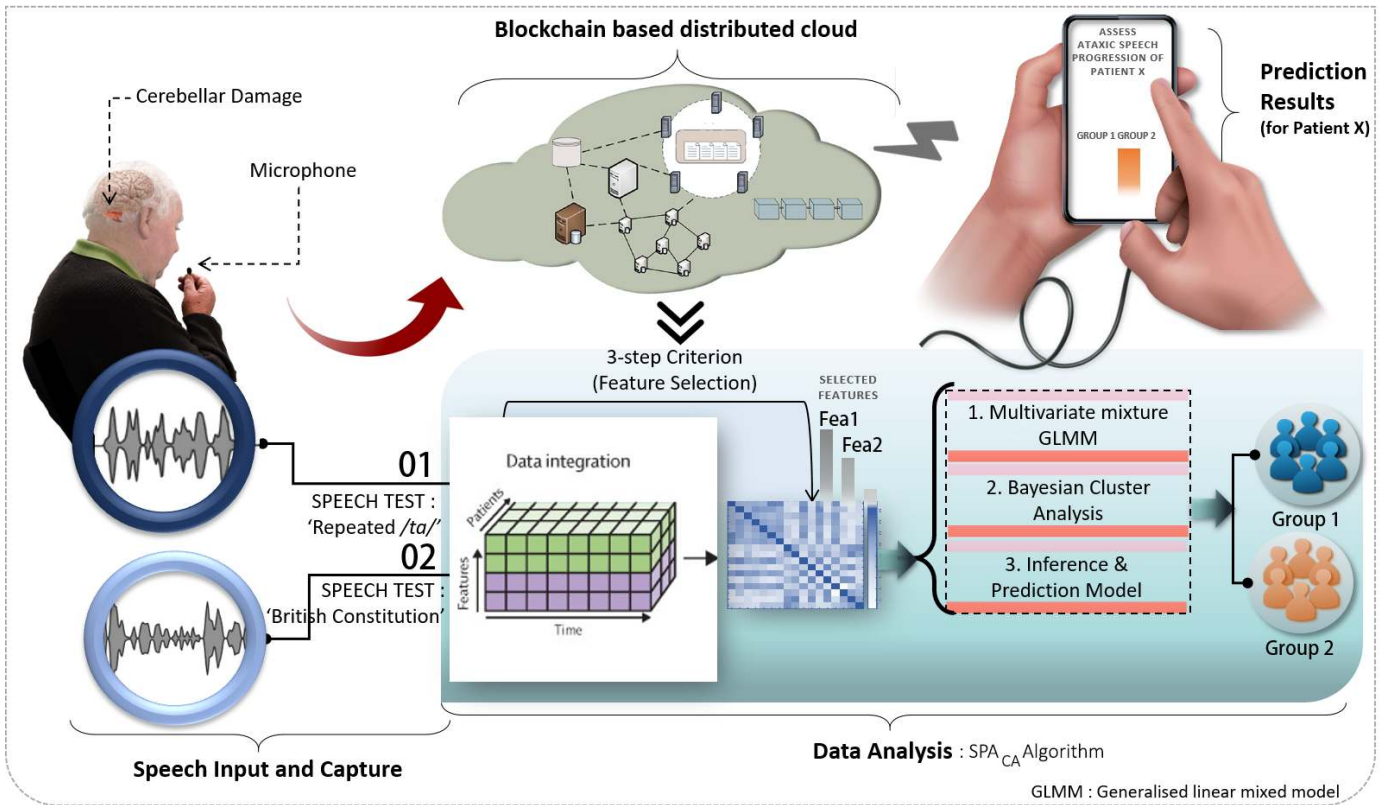 Blockchain based distributed cloud
Cerebellar Damage
Microphone
ASSESS
ATAXIC SPEECH
PROGRESSION OF
PATIENT X
GROUP 1 GROUP 2
Prediction
Results
(for Patient X)
3-step Criterion
(Feature Selection)
SELECTED
FEATURES
Fea1
Fea2
01
SPEECH TEST :
‘Repeated /ta/’
02
SPEECH TEST :
‘British Constitution’
Data integration
Patients
Features
Time
1. Multivariate mixture
GLMM
2. Bayesian Cluster
Analysis
3. Inference &
Prediction Model
Group 1
Group 2
Speech Input and Capture
Data Analysis : SPA CA Algorithm
GLMM : Generalised linear mixed model